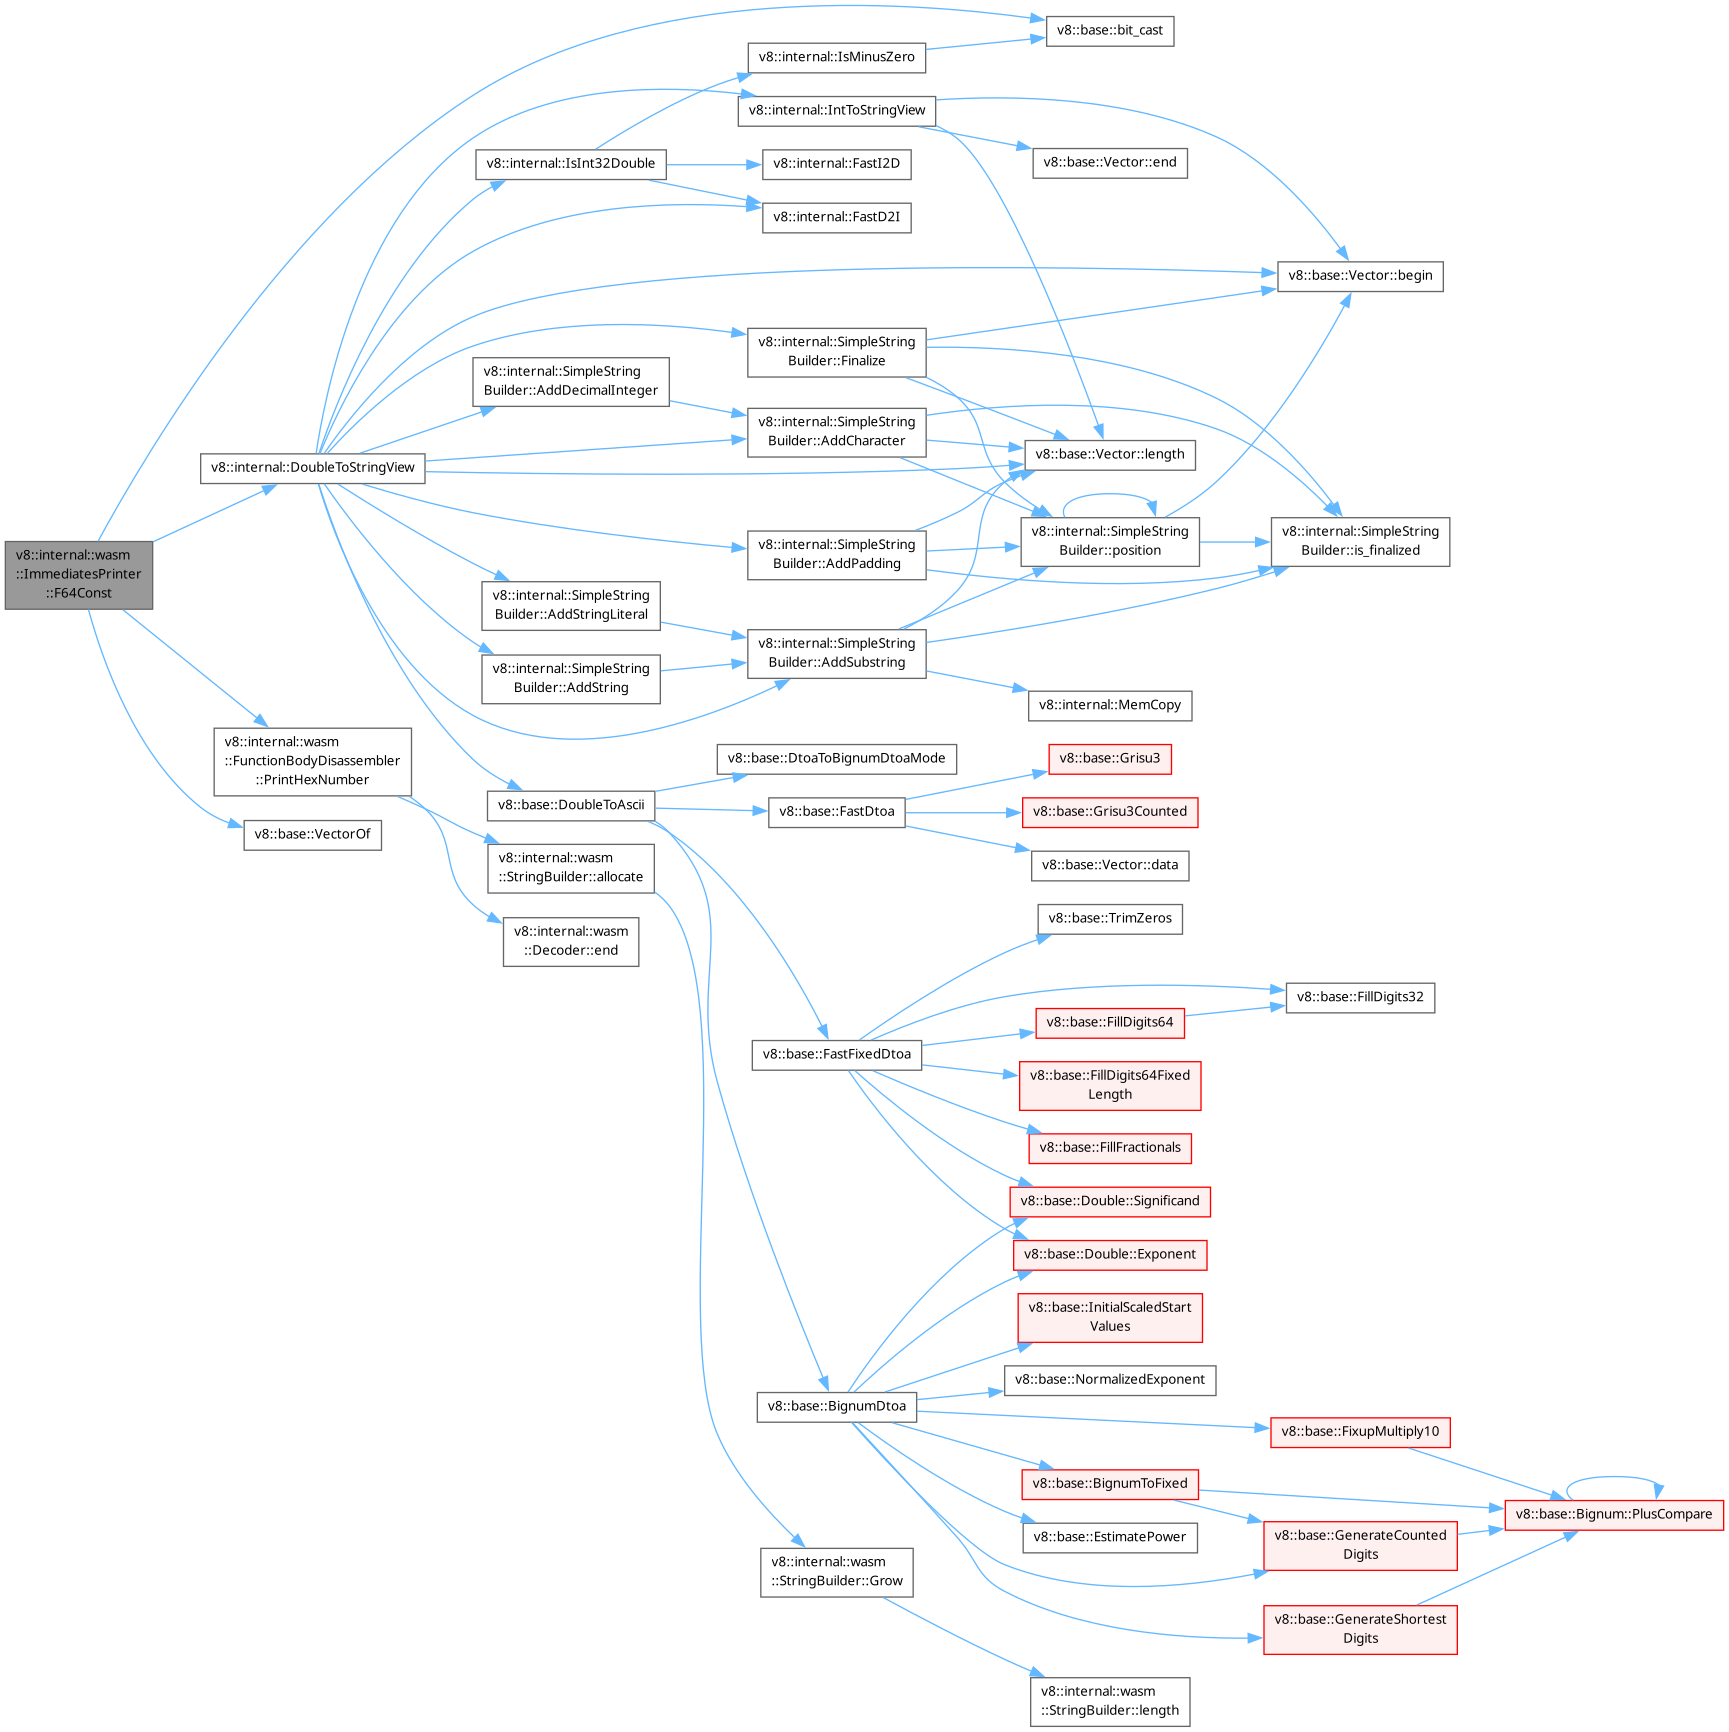 v8::base::bit_cast
v8::internal::IsMinusZero
v8::internal::IntToStringView
v8::internal::IsInt32Double
v8::internal::FastI2D
v8::base::Vector::end
v8::internal::FastD2I
v8::base::Vector::begin
v8::internal::SimpleString
Builder::Finalize
v8::internal::SimpleString
Builder::AddDecimalInteger
v8::internal::SimpleString
Builder::AddCharacter
v8::base::Vector::length
v8::internal::DoubleToStringView
v8::internal::SimpleString
Builder::position
v8::internal::SimpleString
Builder::is_finalized
v8::internal::SimpleString
Builder::AddPadding
v8::internal::wasm
::ImmediatesPrinter
::F64Const
v8::internal::SimpleString
Builder::AddStringLiteral
v8::internal::SimpleString
Builder::AddSubstring
v8::internal::SimpleString
Builder::AddString
v8::internal::MemCopy
v8::internal::wasm
::FunctionBodyDisassembler
::PrintHexNumber
v8::base::DtoaToBignumDtoaMode
v8::base::Grisu3
v8::base::DoubleToAscii
v8::base::FastDtoa
v8::base::Grisu3Counted
v8::base::VectorOf
v8::internal::wasm
::StringBuilder::allocate
v8::base::Vector::data
v8::internal::wasm
::Decoder::end
v8::base::TrimZeros
v8::base::FillDigits32
v8::base::FillDigits64
v8::base::FastFixedDtoa
v8::base::FillDigits64Fixed
Length
v8::base::FillFractionals
v8::base::Double::Significand
v8::base::Double::Exponent
v8::base::InitialScaledStart
Values
v8::base::NormalizedExponent
v8::base::BignumDtoa
v8::base::FixupMultiply10
v8::base::BignumToFixed
v8::base::Bignum::PlusCompare
v8::base::EstimatePower
v8::base::GenerateCounted
Digits
v8::internal::wasm
::StringBuilder::Grow
v8::base::GenerateShortest
Digits
v8::internal::wasm
::StringBuilder::length